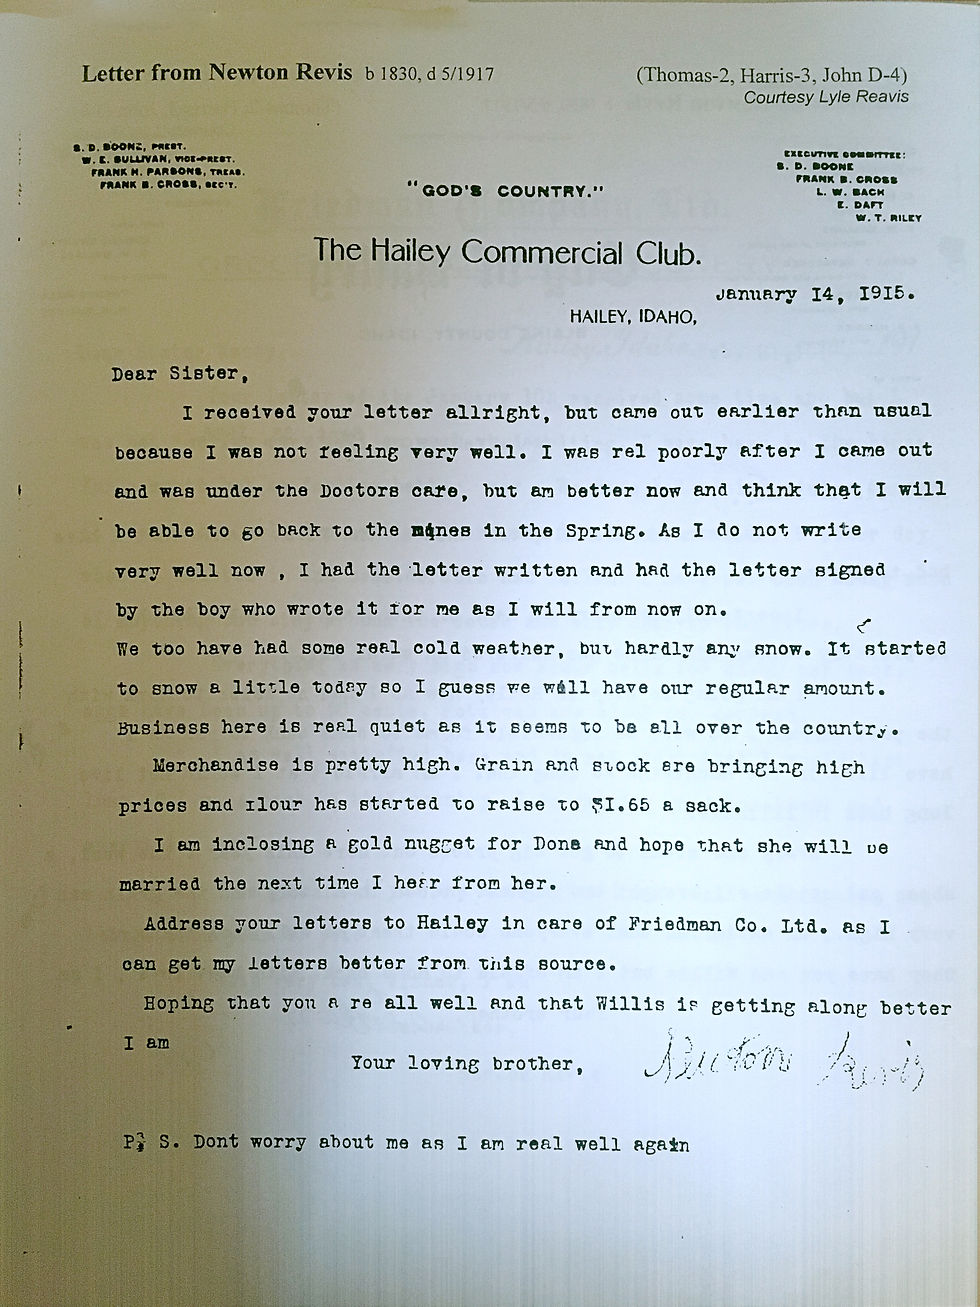 Letter from Newton Revis b 1830, d 5/1917
(Thomas-2, Harris-3, John D-4)
Courtesy Lyle Reavis
S. D. BOONE, PREST.
W. E. SULLIVAN, VICE-PREST.
FRANK H. PARSONS, TREAS.
FRANK B. CROSS, SEC'T.
"GOD'S COUNTRY."
EXECUTIVE COMMITTEE:
S. D. BOONE
FRANK B. CROSS
L. W. BACH
E. DAFT
W. T. RILEY
The Hailey Commercial Club.
January 14, 1915.
HAILEY, IDAHO,
Dear Sister,
I received your letter allright, but came out earlier than usual
because I was not feeling very well. I was rel poorly after I came out
and was under the Doctors care, but am better now and think that I will
be able to go back to the mines in the Spring. As I do not write
very well now , I had the letter written and had the letter signed
by the boy who wrote it for me as I will from now on.
We too have had some real cold weather, but hardly any snow. It started
to snow a little today so I guess we will have our regular amount.
Business here is real quiet as it seems to be all over the country.
Merchandise is pretty high. Grain and stock are bringing high
prices and flour has started to raise to $1.65 a sack.
I am inclosing a gold nugget for Dona and hope that she will be
married the next time I hear from her.
Address your letters to Hailey in care of Friedman Co. Ltd. as I
can get my letters better from this source.
Hoping that you a re all well and that Willis is getting along better
I am
Your loving brother, Newton Revis
P. S. Dont worry about me as I am real well again